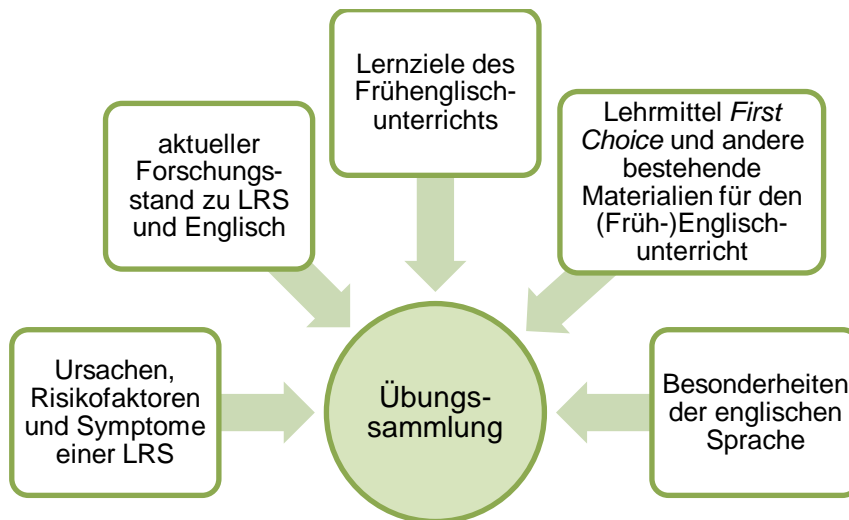 Lernziele des
Frühenglisch-
unterrichts
aktueller
Forschungs-
stand zu LRS
und Englisch
Lehrmittel First
Choice und andere
bestehende
Materialien für den
(Früh-)Englisch-
unterricht
Ursachen,
Risikofaktoren
und Symptome
einer LRS
Übungs-
sammlung
Besonderheiten
der englischen
Sprache